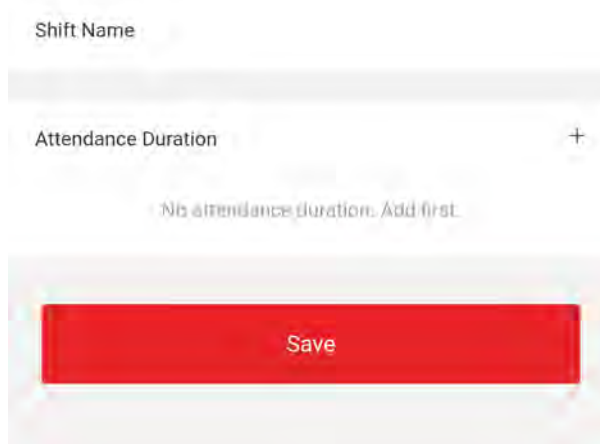 Shift Name
Attendance Duration +
No attendance duration. Add first.
Save